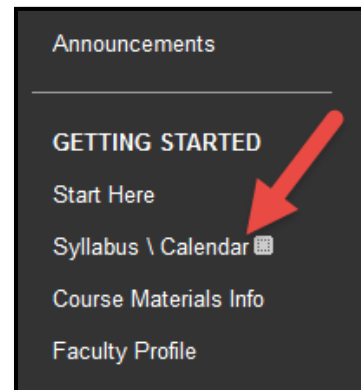 Announcements
GETTING STARTED
Start Here
Syllabus \ Calendar
Course Materials Info
Faculty Profile